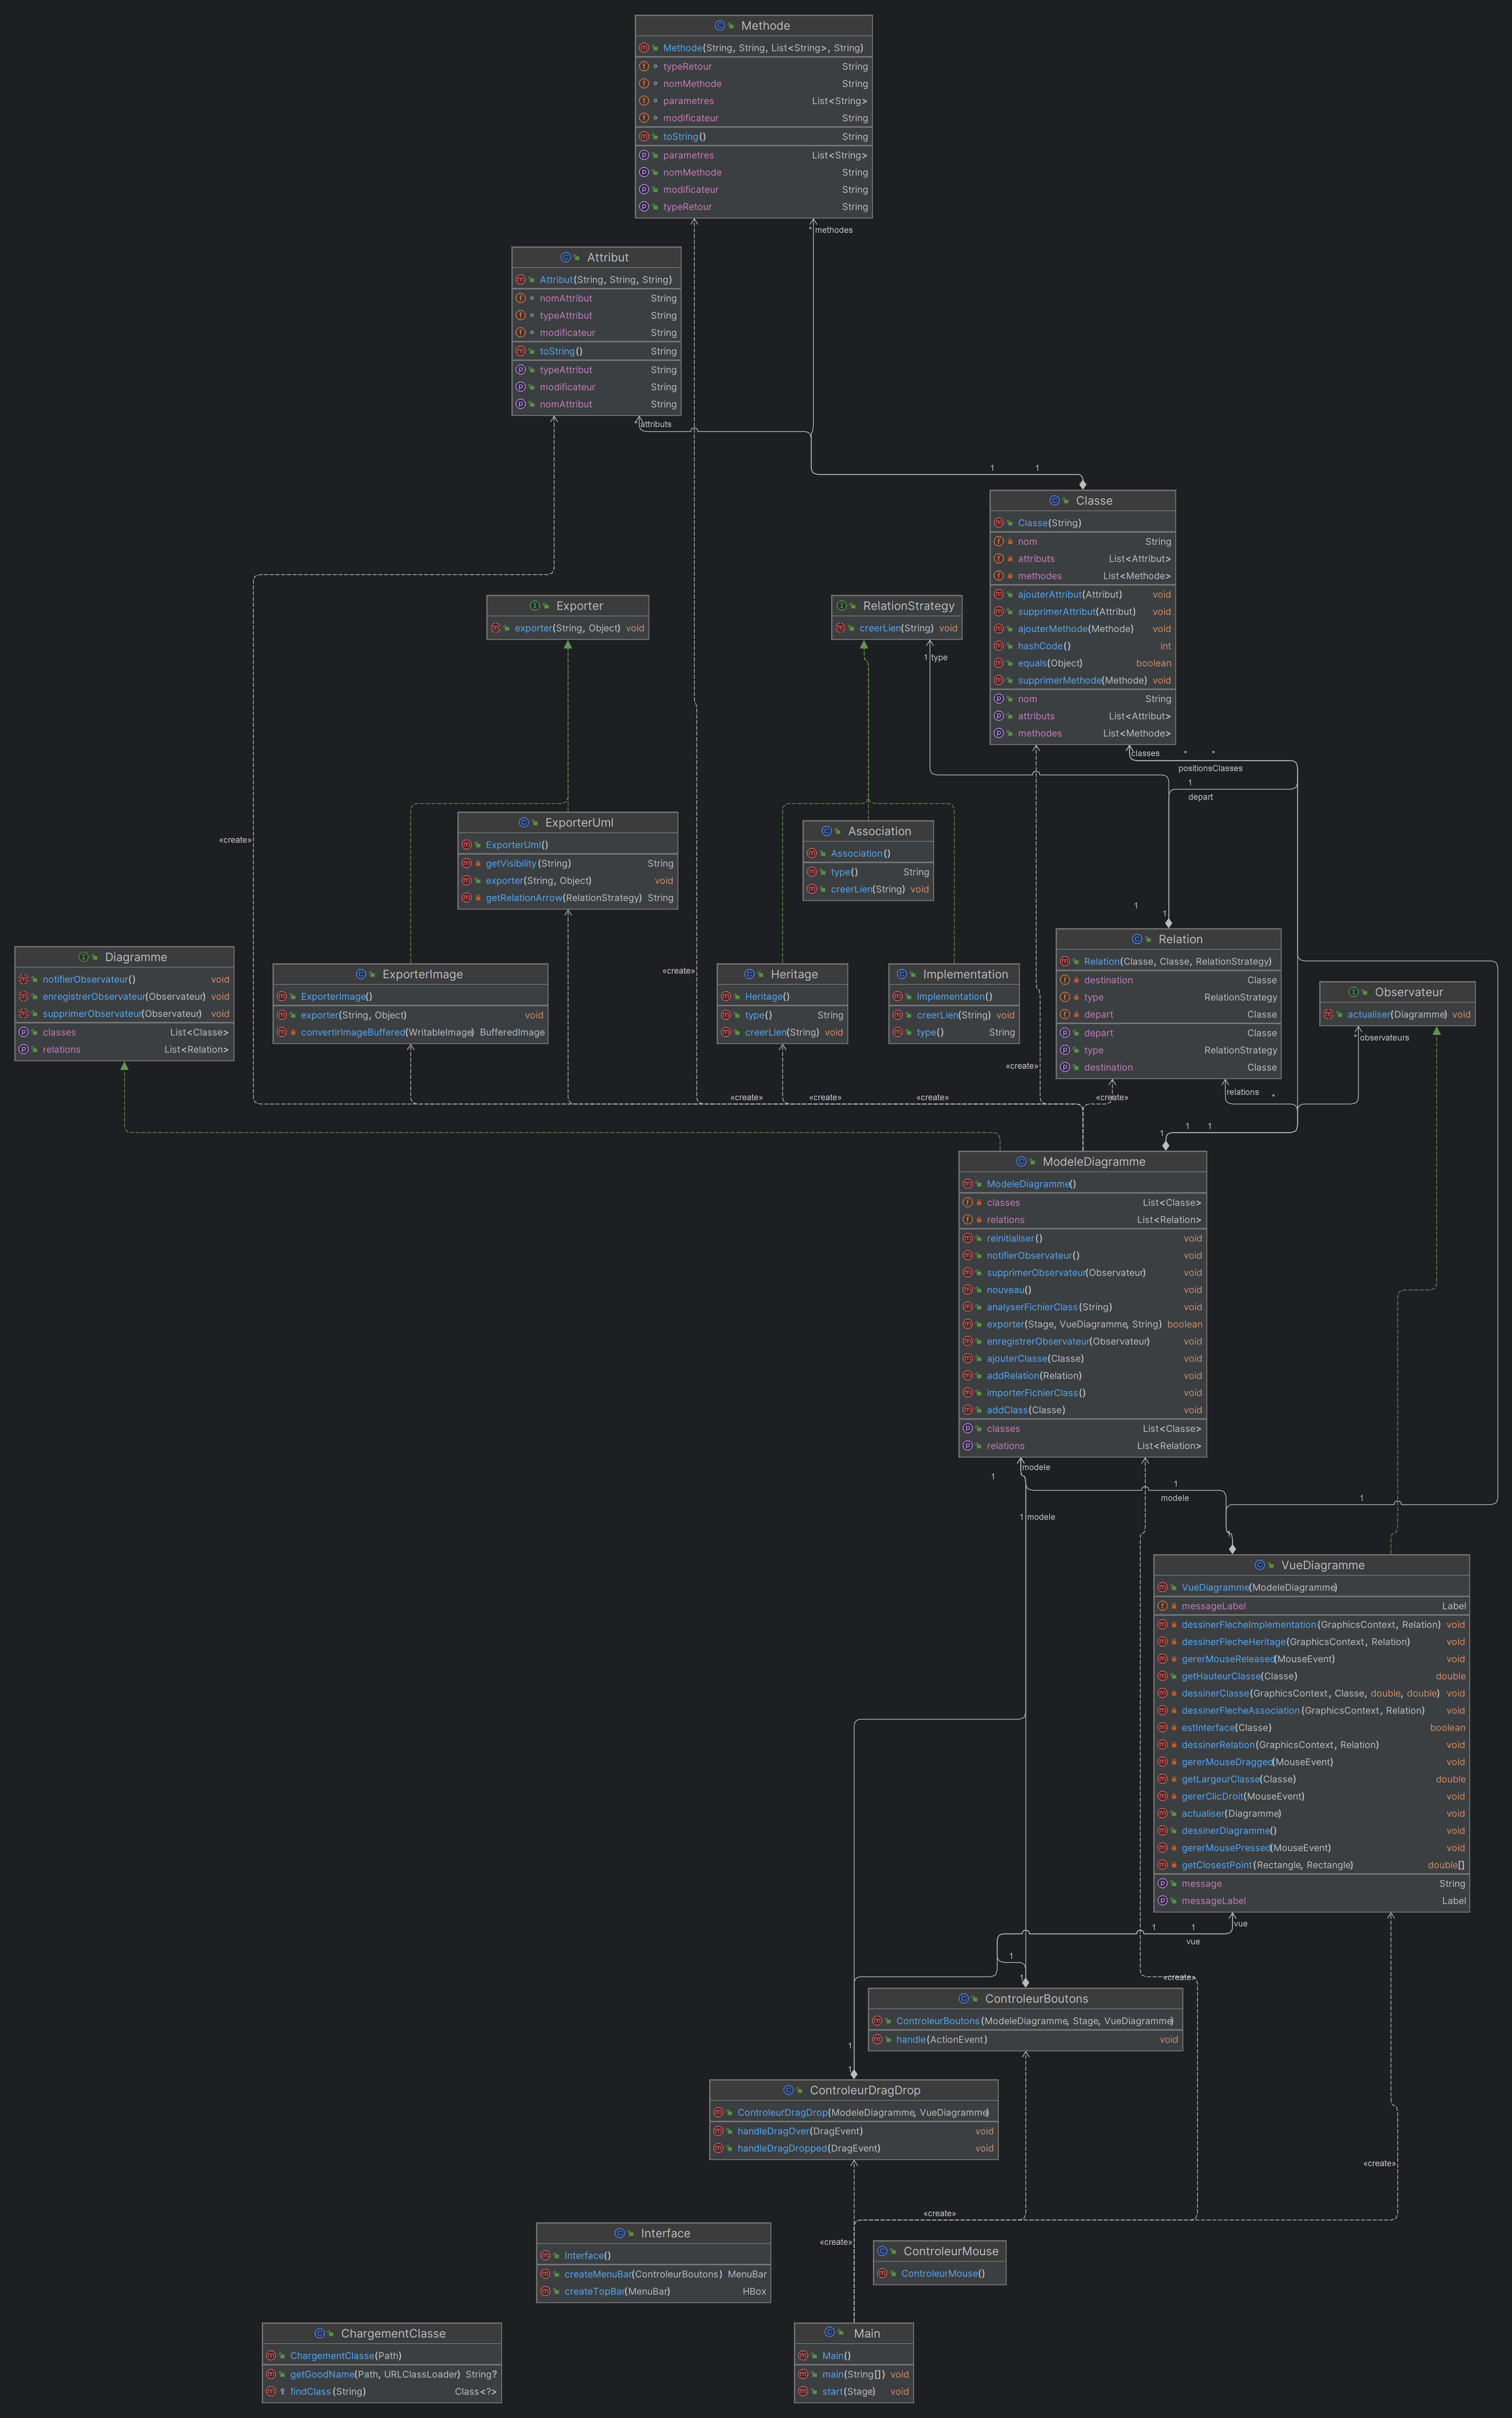 Methode
Methode(String, String, List<String>, String)
typeRetour String
nomMethode String
parametres List<String>
modificateur String
toString() String
parametres List<String>
nomMethode String
modificateur String
typeRetour String
* methodes
Attribut
Attribut(String, String, String)
nomAttribut String
typeAttribut String
modificateur String
toString() String
typeAttribut String
modificateur String
nomAttribut String
* attributs
1 1
Classe
Classe(String)
nom String
attributs List<Attribut>
methodes List<Methode>
ajouterAttribut(Attribut) void
supprimerAttribut(Attribut) void
ajouterMethode(Methode) void
hashCode() int
equals(Object) boolean
supprimerMethode(Methode) void
nom String
attributs List<Attribut>
methodes List<Methode>
Exporter
exporter(String, Object) void
RelationStrategy
creerLien(String) void
1 type
classes * *
positionsClasses
1
depart
«create»
ExporterUml
ExporterUml()
getVisibility(String) String
exporter(String, Object) void
getRelationArrow(RelationStrategy) String
Association
Association()
type() String
creerLien(String) void
1
1
Diagramme
notifierObservateur() void
enregistrerObservateur(Observateur) void
supprimerObservateur(Observateur) void
classes List<Classe>
relations List<Relation>
ExporterImage
ExporterImage()
exporter(String, Object) void
convertirImageBuffered(WritableImage) BufferedImage
«create»
Heritage
Heritage()
type() String
creerLien(String) void
Implementation
Implementation()
creerLien(String) void
type() String
Relation
Relation(Classe, Classe, RelationStrategy)
destination Classe
type RelationStrategy
depart Classe
depart Classe
type RelationStrategy
destination Classe
Observateur
actualiser(Diagramme) void
* observateurs
«create»
relations *
«create» «create» «create» «create»
1 1 1
ModeleDiagramme
ModeleDiagramme()
classes List<Classe>
relations List<Relation>
reinitialiser() void
notifierObservateur() void
supprimerObservateur(Observateur) void
nouveau() void
analyserFichierClass(String) void
exporter(Stage, VueDiagramme, String) boolean
enregistrerObservateur(Observateur) void
ajouterClasse(Classe) void
addRelation(Relation) void
importerFichierClass() void
addClass(Classe) void
classes List<Classe>
relations List<Relation>
modele
1 1
modele 1
1 modele
1
VueDiagramme
VueDiagramme(ModeleDiagramme)
messageLabel Label
dessinerFlecheImplementation(GraphicsContext, Relation) void
dessinerFlecheHeritage(GraphicsContext, Relation) void
gererMouseReleased(MouseEvent) void
getHauteurClasse(Classe) double
dessinerClasse(GraphicsContext, Classe, double, double) void
dessinerFlecheAssociation(GraphicsContext, Relation) void
estInterface(Classe) boolean
dessinerRelation(GraphicsContext, Relation) void
gererMouseDragged(MouseEvent) void
getLargeurClasse(Classe) double
gererClicDroit(MouseEvent) void
actualiser(Diagramme) void
dessinerDiagramme() void
gererMousePressed(MouseEvent) void
getClosestPoint(Rectangle, Rectangle) double[]
message String
messageLabel Label
1 1 vue
vue
1
1
«create»
ControleurBoutons
ControleurBoutons(ModeleDiagramme, Stage, VueDiagramme)
handle(ActionEvent) void
1
1
ControleurDragDrop
ControleurDragDrop(ModeleDiagramme, VueDiagramme)
handleDragOver(DragEvent) void
handleDragDropped(DragEvent) void
«create»
«create»
«create»
Interface
Interface()
createMenuBar(ControleurBoutons) MenuBar
createTopBar(MenuBar) HBox
ControleurMouse
ControleurMouse()
ChargementClasse
ChargementClasse(Path)
getGoodName(Path, URLClassLoader) String?
findClass(String) Class<?>
Main
Main()
main(String[]) void
start(Stage) void